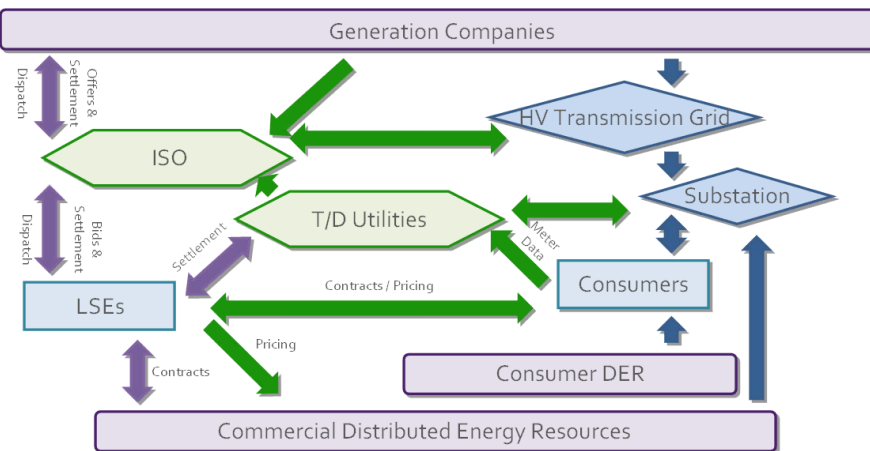 Generation Companies
Offers &
Settlement
Dispatch
HV Transmission Grid
ISO
Substation
T/D Utilities
Bids &
Settlement
Dispatch
Settlement
Meter
Data
Consumers
Contracts / Pricing
LSEs
Pricing
Contracts
Consumer DER
Commercial Distributed Energy Resources